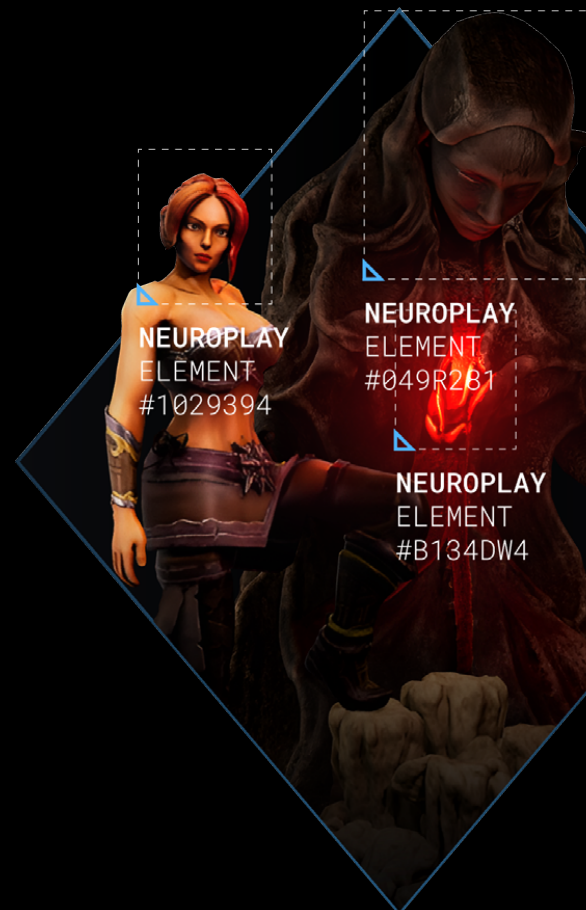 NEUROPLAY
ELEMENT
#049R281
NEUROPLAY
ELEMENT
#1029394
NEUROPLAY
ELEMENT
#B134DW4